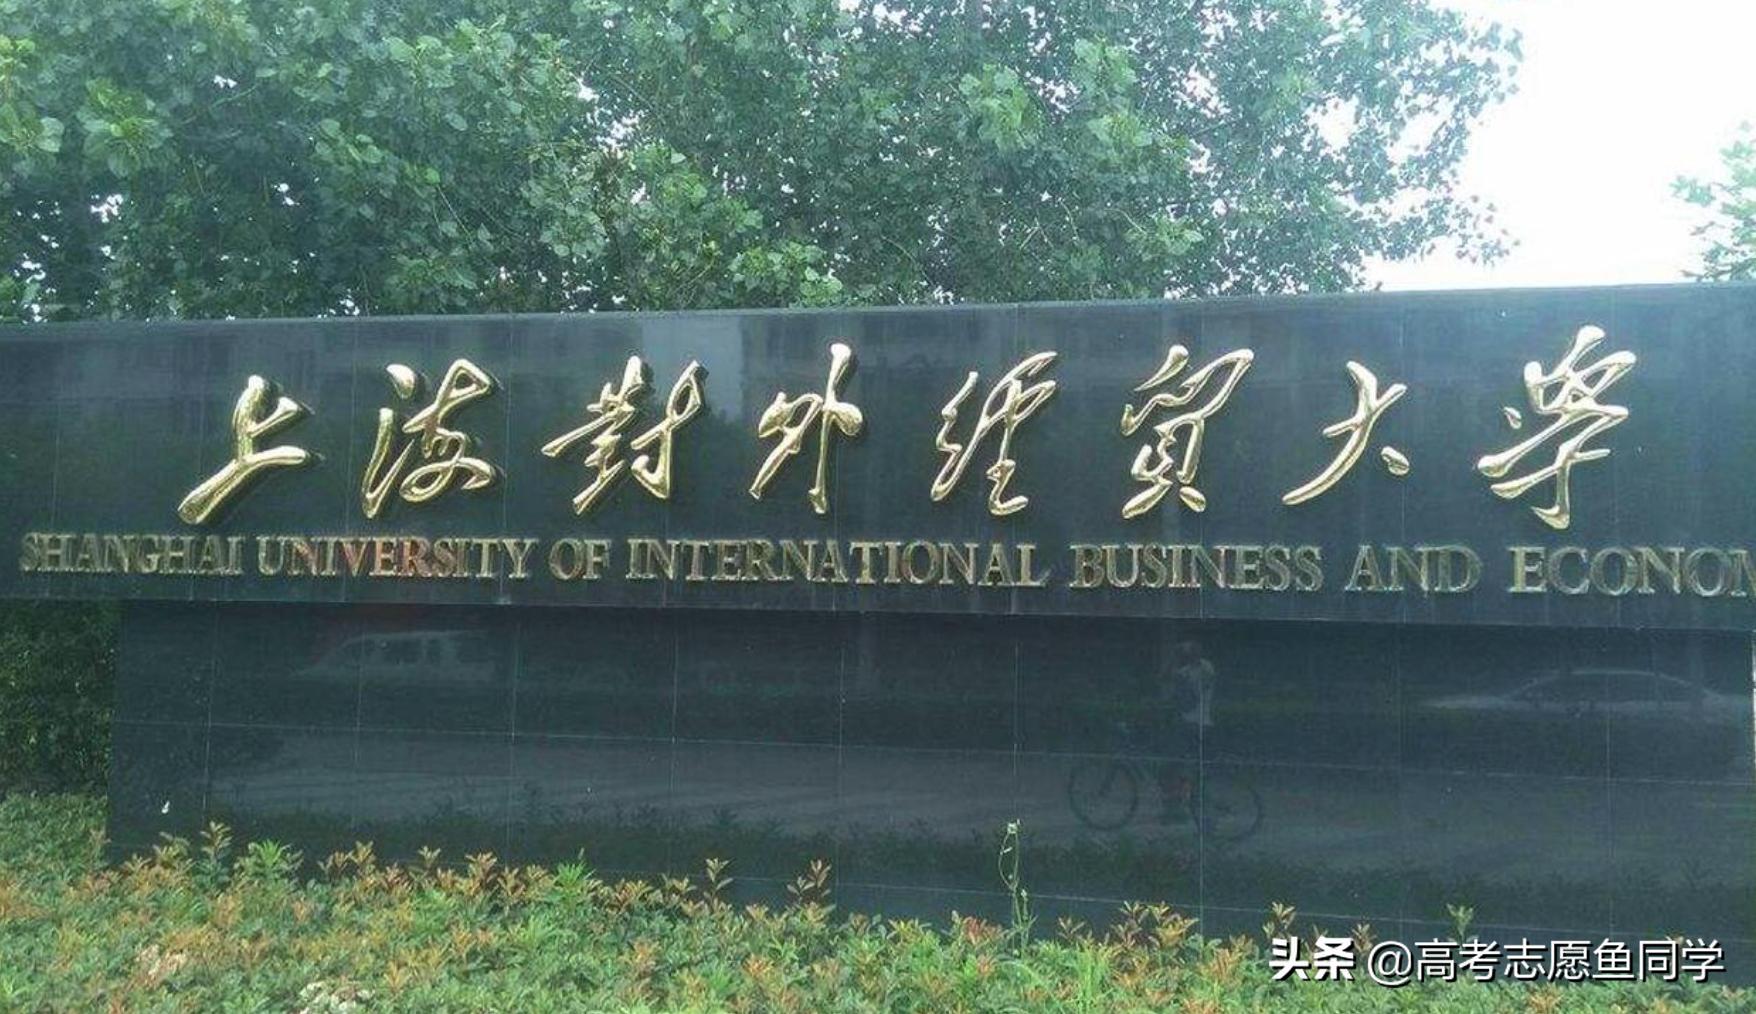 上海對外經貿大學
SHANGHAI UNIVERSITY OF INTERNATIONAL BUSINESS AND ECONOM
头条 @高考志愿鱼同学